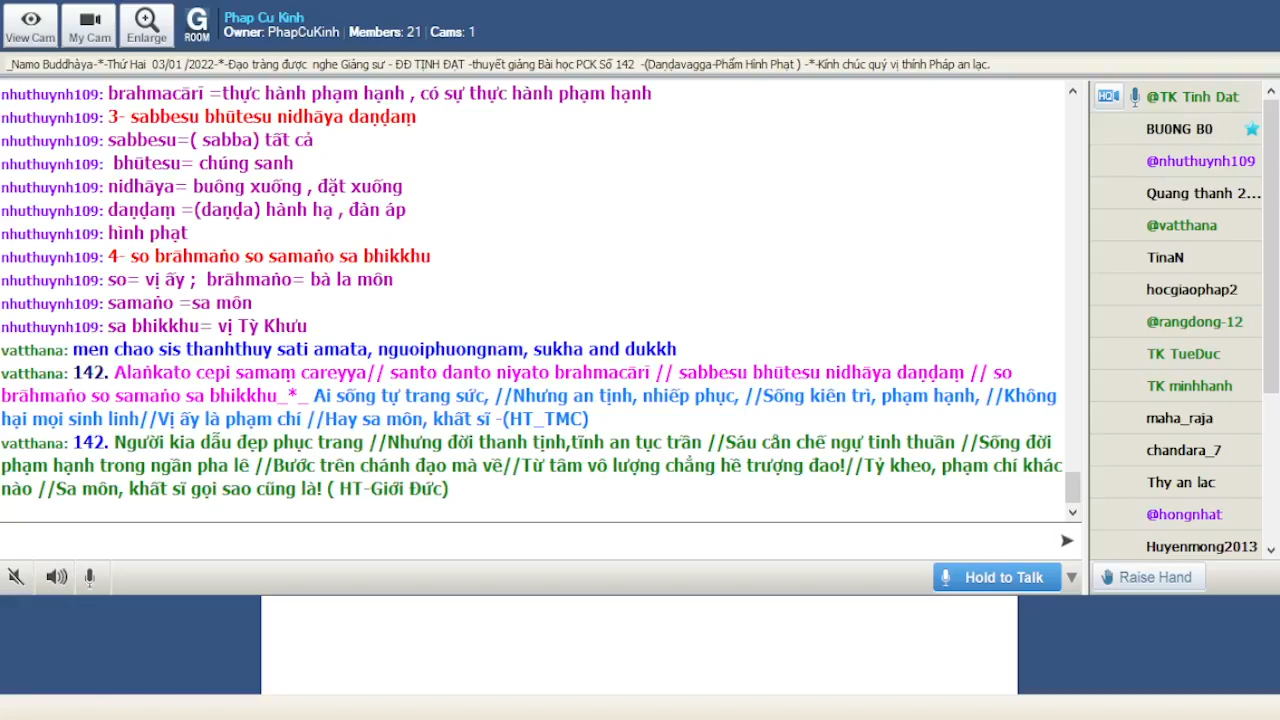 View Cam
My Cam
Enlarge
G
ROOM
Phap Cu Kinh
Owner: PhapCuKinh | Members: 21 | Cams: 1
_Namo Buddhàya-*-Thứ Hai 03/01 /2022-*-Đạo tràng được nghe Giảng sư - ĐĐ TỊNH ĐẠT -thuyết giảng Bài học PCK Số 142 -(Daṇḍavagga-Phẩm Hình Phạt ) -*-Kính chúc quý vị thính Pháp an lạc.
nhuthuynh109: brahmacārī =thực hành phạm hạnh , có sự thực hành phạm hạnh
nhuthuynh109: 3- sabbesu bhūtesu nidhāya daṇḍaṃ
nhuthuynh109: sabbesu=( sabba) tất cả
nhuthuynh109: bhūtesu= chúng sanh
nhuthuynh109: nidhāya= buông xuống , đặt xuống
nhuthuynh109: daṇḍaṃ =(daṇḍa) hành hạ , đàn áp
nhuthuynh109: hình phạt
nhuthuynh109: 4- so brāhmaṅo so samaṅo sa bhikkhu
nhuthuynh109: so= vị ấy ; brāhmaṅo= bà la môn
nhuthuynh109: samaṅo =sa môn
nhuthuynh109: sa bhikkhu= vị Tỳ Khưu
vatthana: men chao sis thanhthuy sati amata, nguoiphuongnam, sukha and dukkh
vatthana: 142. Alaṅkato cepi samaṃ careyya// santo danto niyato brahmacārī // sabbesu bhūtesu nidhāya daṇḍaṃ // so
brāhmaṅo so samaṅo sa bhikkhu_*_ Ai sống tự trang sức, //Nhưng an tịnh, nhiếp phục, //Sống kiên trì, phạm hạnh, //Không
hại mọi sinh linh//Vị ấy là phạm chí //Hay sa môn, khất sĩ -(HT_TMC)
vatthana: 142. Người kia dẫu đẹp phục trang //Nhưng đời thanh tịnh,tĩnh an tục trần //Sáu cằn chế ngự tinh thuần //Sống đời
phạm hạnh trong ngần pha lê //Bước trên chánh đạo mà về//Từ tâm vô lượng chẳng hề trượng đao!//Tỷ kheo, phạm chí khác
nào //Sa môn, khất sĩ gọi sao cũng là! ( HT-Giới Đức)
Hold to Talk
HQ
@TK Tinh Dat
BU0NG B0
@nhuthuynh109
Quang thanh 2...
@vatthana
TinaN
hocgiaophap2
@rangdong-12
TK TueDuc
TK minhhanh
maha_raja
chandara_7
Thy an lac
@hongnhat
Huyenmong2013
Raise Hand